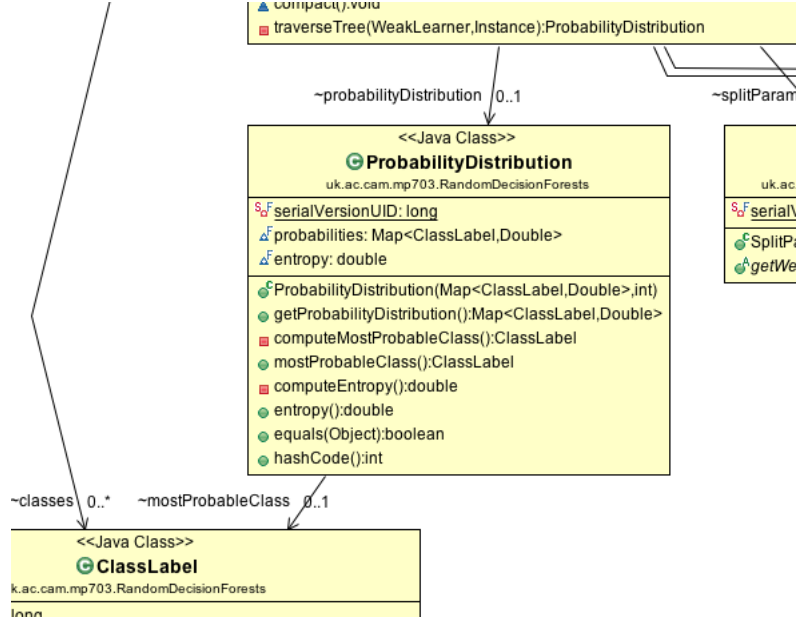 compact():void
traverseTree(WeakLearner,Instance):ProbabilityDistribution
~probabilityDistribution 0..1
~splitParam
<<Java Class>>
ProbabilityDistribution
uk.ac.cam.mp703.RandomDecisionForests
serialVersionUID: long
probabilities: Map<ClassLabel,Double>
entropy: double
ProbabilityDistribution(Map<ClassLabel,Double>,int)
getProbabilityDistribution():Map<ClassLabel,Double>
computeMostProbableClass():ClassLabel
mostProbableClass():ClassLabel
computeEntropy():double
entropy():double
equals(Object):boolean
hashCode():int
uk.ac
serialV
SplitPa
getWe
~classes 0..*
~mostProbableClass 0..1
<<Java Class>>
ClassLabel
k.ac.cam.mp703.RandomDecisionForests
long